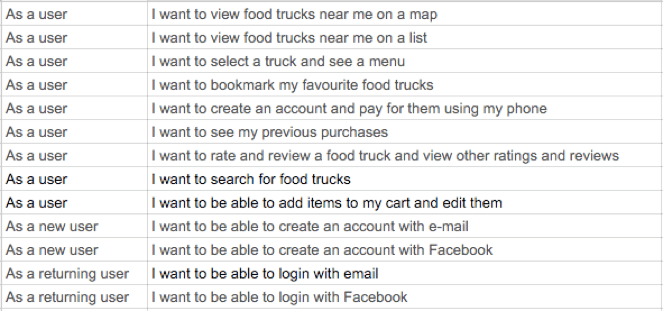 As a user I want to view food trucks near me on a map
As a user I want to view food trucks near me on a list
As a user I want to select a truck and see a menu
As a user I want to bookmark my favourite food trucks
As a user I want to create an account and pay for them using my phone
As a user I want to see my previous purchases
As a user I want to rate and review a food truck and view other ratings and reviews
As a user I want to search for food trucks
As a user I want to be able to add items to my cart and edit them
As a new user I want to be able to create an account with e-mail
As a new user I want to be able to create an account with Facebook
As a returning user I want to be able to login with email
As a returning user I want to be able to login with Facebook